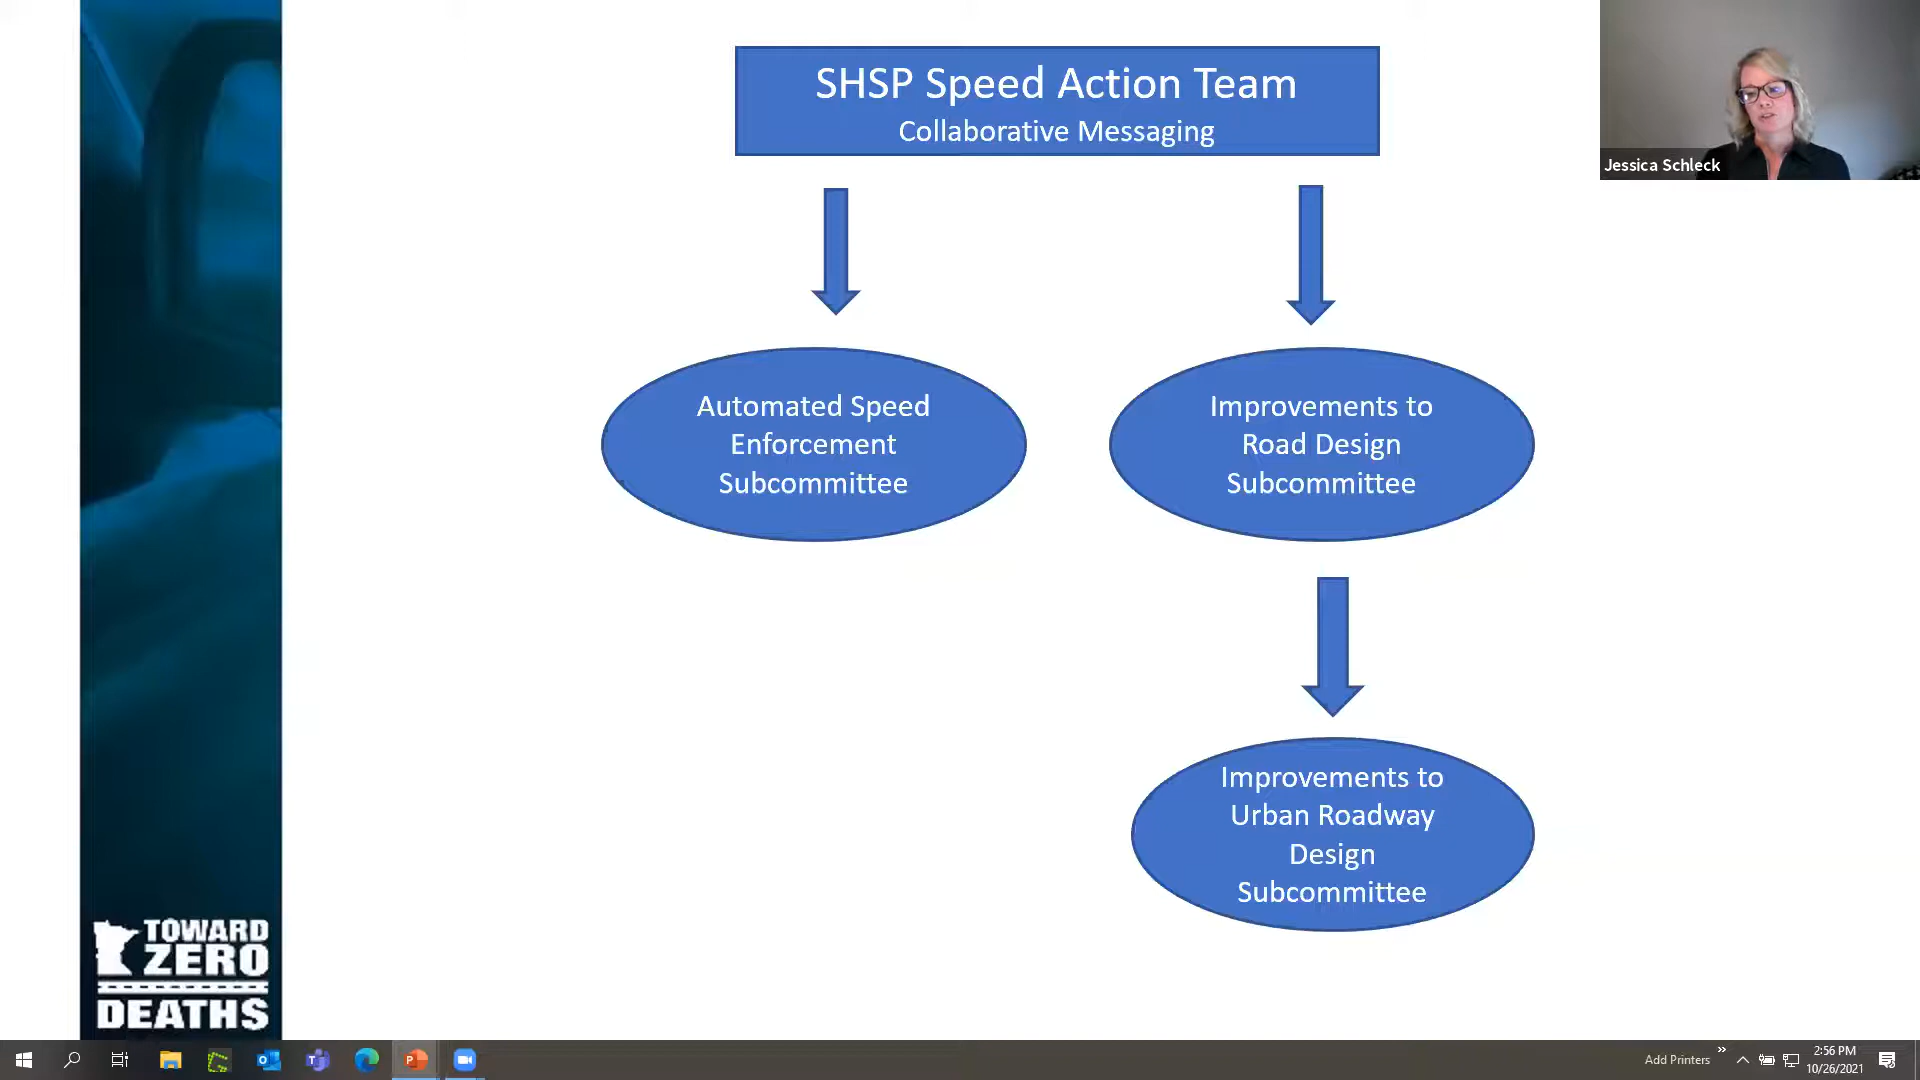 SHSP Speed Action Team
Collaborative Messaging
Jessica Schleck
Automated Speed
Enforcement
Subcommittee
Improvements to
Road Design
Subcommittee
Improvements to
Urban Roadway
Design
Subcommittee
TOWARD
ZERO
DEATHS
Add Printers
2:56 PM
10/26/2021